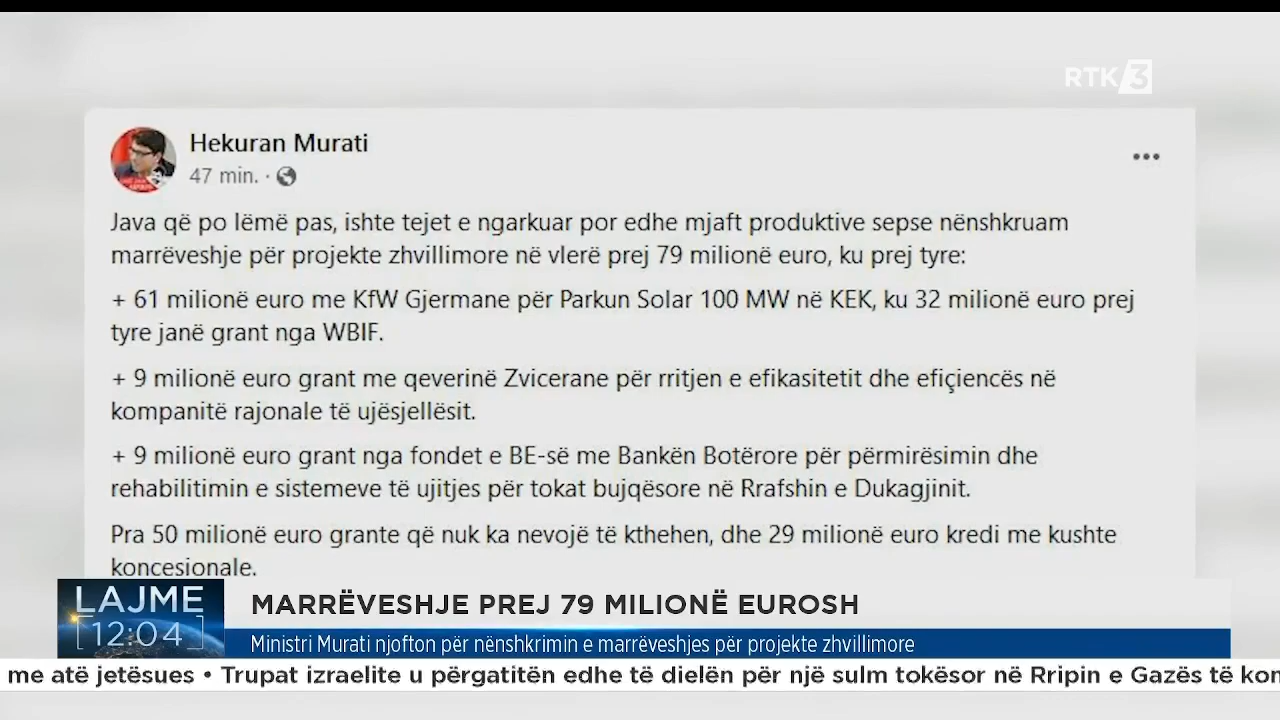 RTK 3
Hekuran Murati
47 min. ·
Java që po lëmë pas, ishte tejet e ngarkuar por edhe mjaft produktive sepse nënshkruam
marrëveshje për projekte zhvillimore në vlerë prej 79 milionë euro, ku prej tyre:
+ 61 milionë euro me KfW Gjermane për Parkun Solar 100 MW në KEK, ku 32 milionë euro prej
tyre janë grant nga WBIF.
+ 9 milionë euro grant me qeverinë Zvicerane për rritjen e efikasitetit dhe efiçiencës në
kompanitë rajonale të ujësjellësit.
+ 9 milionë euro grant nga fondet e BE-së me Bankën Botërore për përmirësimin dhe
rehabilitimin e sistemeve të ujitjes për tokat bujqësore në Rrafshin e Dukagjinit.
Pra 50 milionë euro grante që nuk ka nevojë të kthehen, dhe 29 milionë euro kredi me kushte
koncesionale.
LAJME
12:04
MARRËVESHJE PREJ 79 MILIONË EUROSH
Ministri Murati njofton për nënshkrimin e marrëveshjes për projekte zhvillimore
me atë jetësues • Trupat izraelite u përgatitën edhe të dielën për një sulm tokësor në Rripin e Gazës të kon